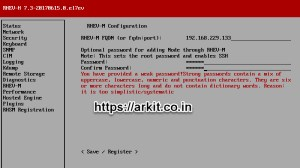 RHEV-H 7.3-20170615.0.el7ev
Status
Network
Security
Keyboard
SNMP
CIM
Logging
Kdump
Remote Storage
Diagnostics
RHEV-M
Performance
Hosted Engine
Plugins
RHSM Registration
RHEV-M Configuration
RHEV-M FQDN (or fqdn:port): 192.168.229.133
Optional password for adding Node through RHEV-M
Note: This sets the root password and enables SSH
Password: ******
Confirm Password: ******
You have provided a weak password!Strong passwords contain a mix of
uppercase, lowercase, numeric and punctuation characters. They are six
or more characters long and do not contain dictionary words. Reason:
it is too simplistic/systematic
https://arkit.co.in
< Save & Register >